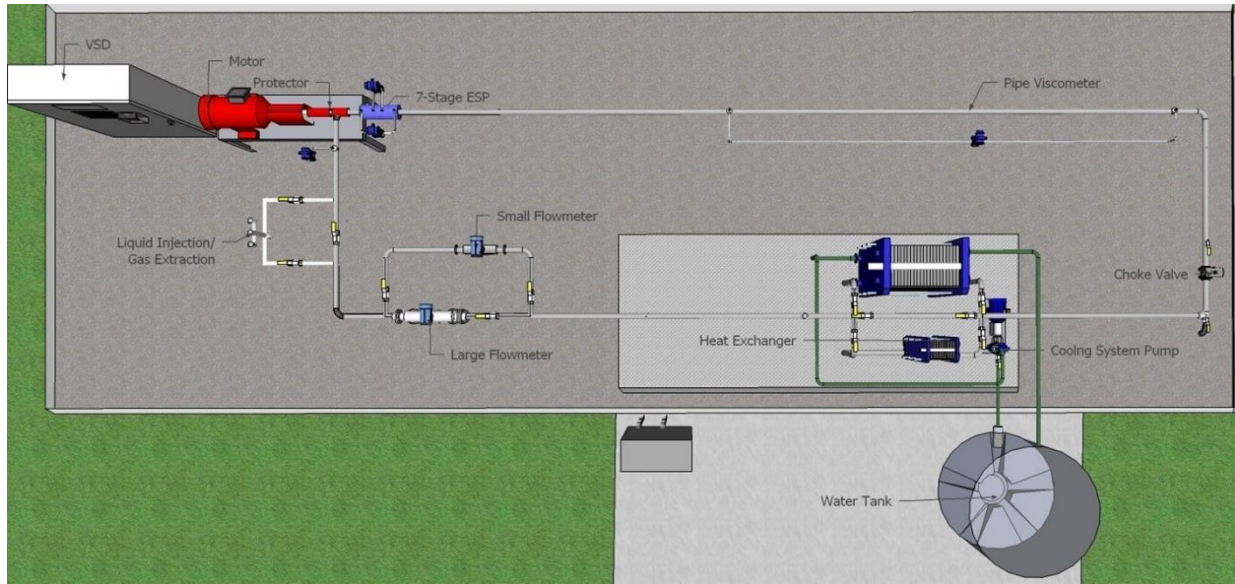 VSD
Motor
Protector
7-Stage ESP
Pipe Viscometer
Liquid Injection/
Gas Extraction
Small Flowmeter
Large Flowmeter
Choke Valve
Heat Exchanger
Coolng System Pump
Water Tank